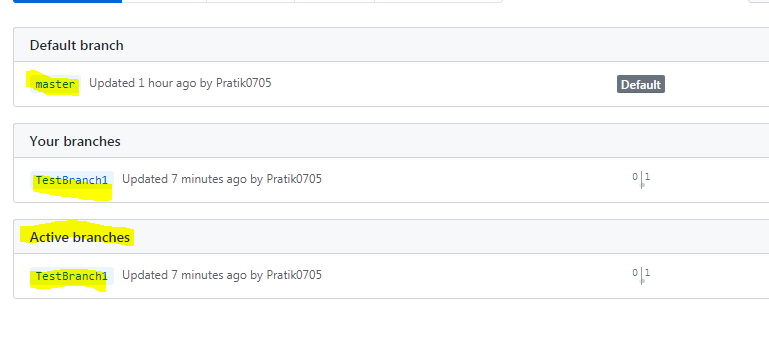 Default branch
master Updated 1 hour ago by Pratik0705 Default
Your branches
TestBranch1 Updated 7 minutes ago by Pratik0705 0 1
Active branches
TestBranch1 Updated 7 minutes ago by Pratik0705 0 1